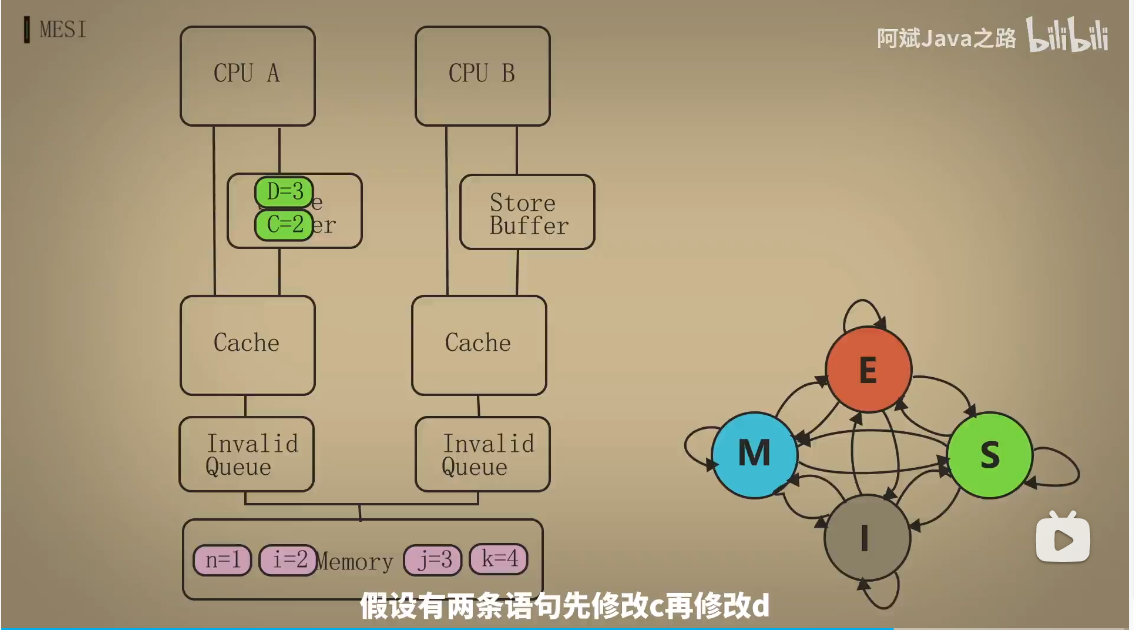 MESI
阿斌Java之路 bilibili
CPU A
CPU B
D=3
C=2
e
er
Store
Buffer
Cache
Cache
Invalid
Queue
Invalid
Queue
E
M
S
I
n=1 i=2 Memory j=3 k=4
假设有两条语句先修改c再修改d